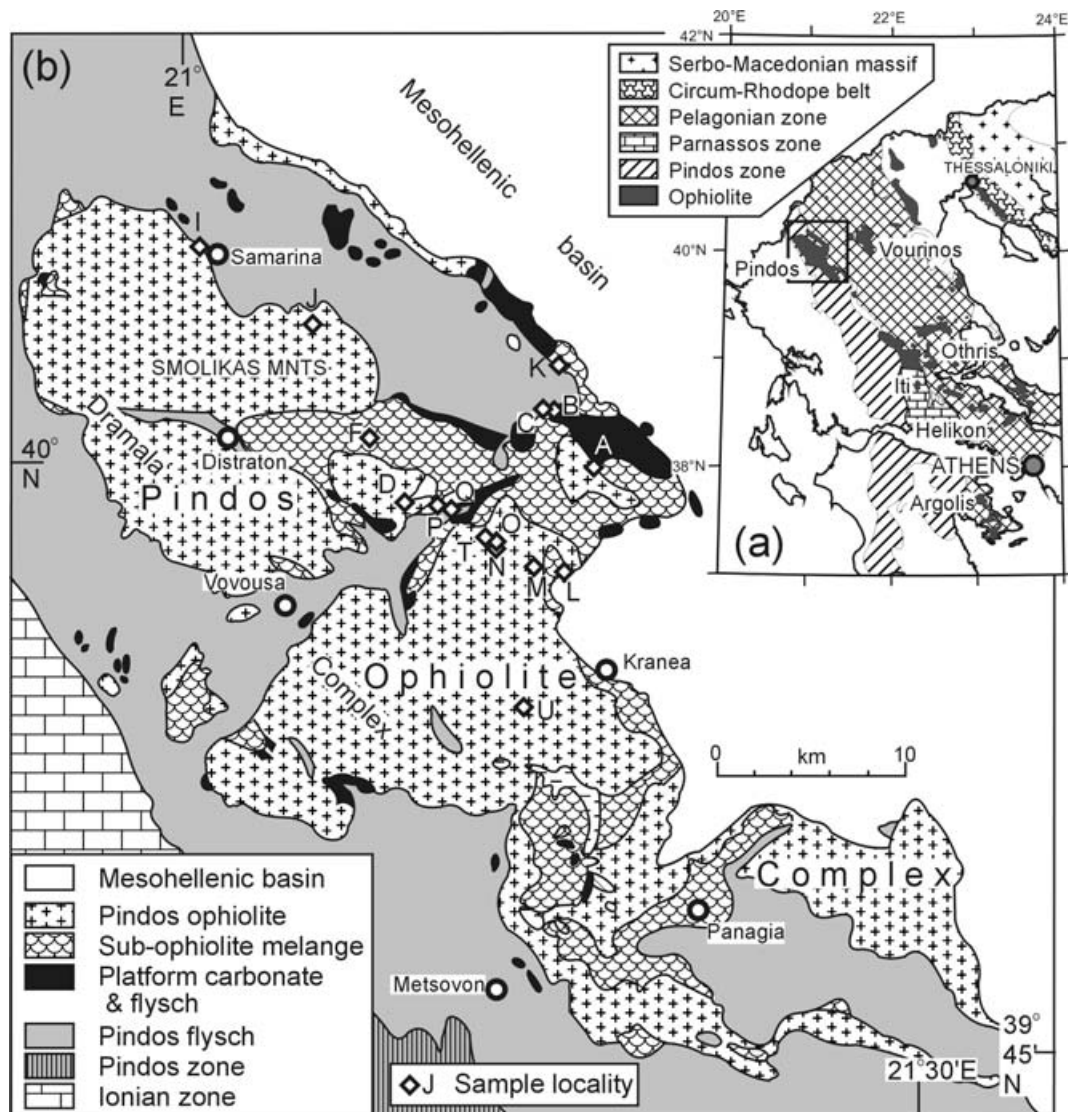 (b)
21°
E
Mesohellenic
basin
I
Samarina
J
SMOLIKAS MNTS
K
B
C
A
F
Damala
40°
N
Distraton
Pindos
D
P
Q
O
T
N
M
L
Vovousa
Kranea
Ophiolite
Complex
U
0
10
km
Complex
Panagia
Metsovon
39°
45'
N
21°30'E
Mesohellenic basin
Pindos ophiolite
Sub-ophiolite melange
Platform carbonate
& flysch
Pindos flysch
Pindos zone
Ionian zone
J Sample locality
20°E
22°E
24°E
42°N
Serbo-Macedonian massif
Circum-Rhodope belt
Pelagonian zone
Parnassos zone
Pindos zone
Ophiolite
THESSALONIKI
40°N
Vourinos
Pindos
Othris
Iti
Helikon
38°N
ATHENS
Argolis
(a)